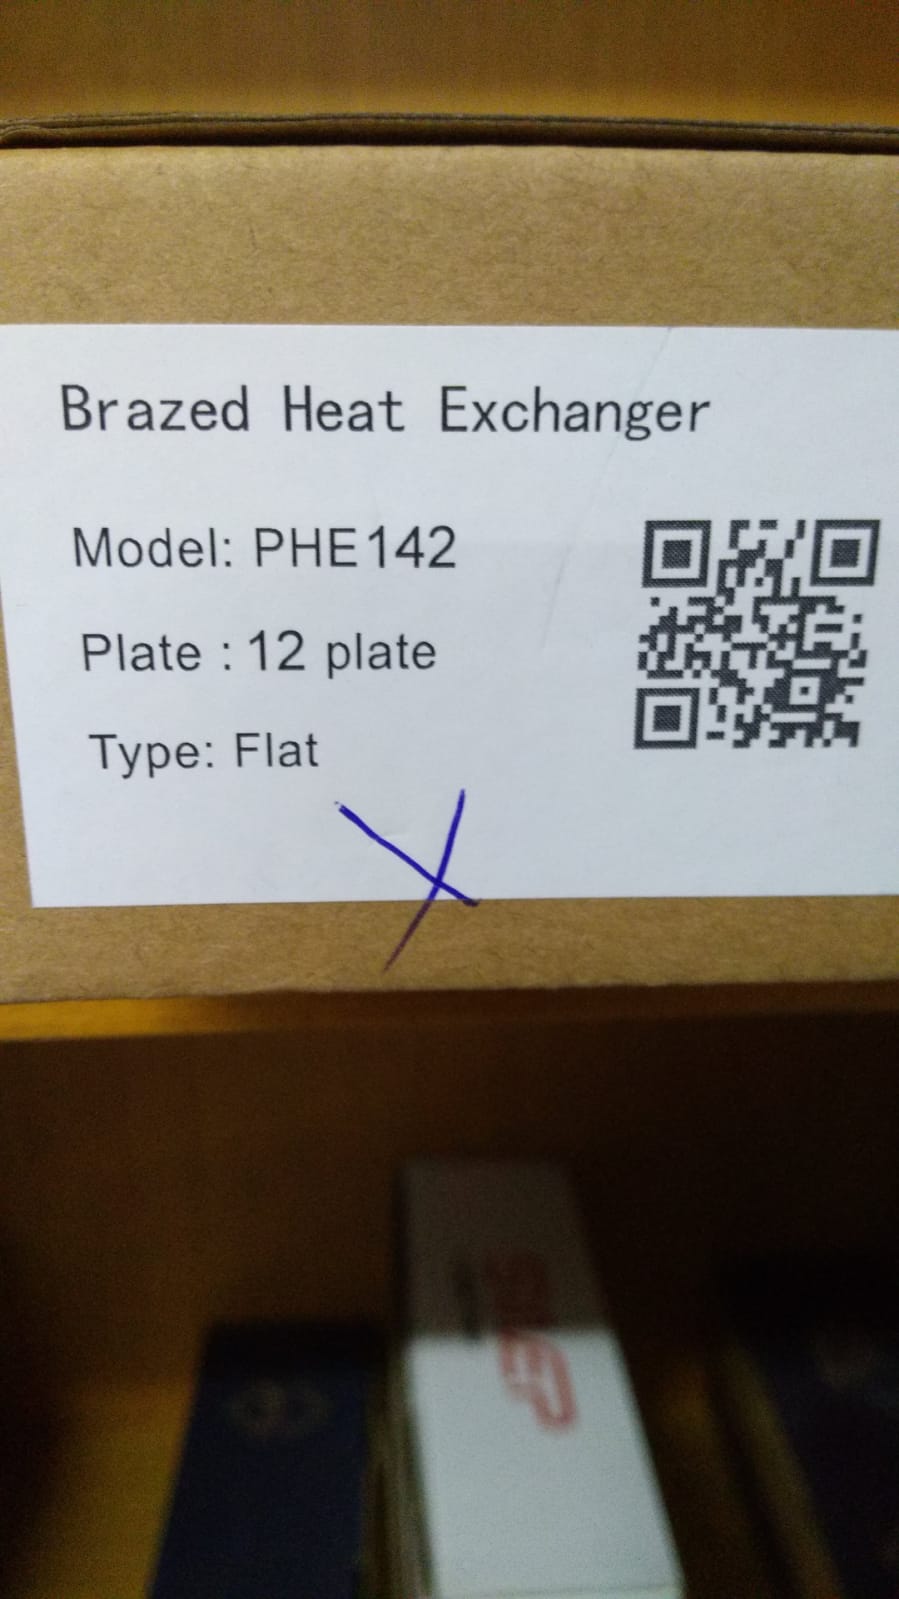 Brazed Heat Exchanger
Model: PHE142
Plate : 12 plate
Type: Flat